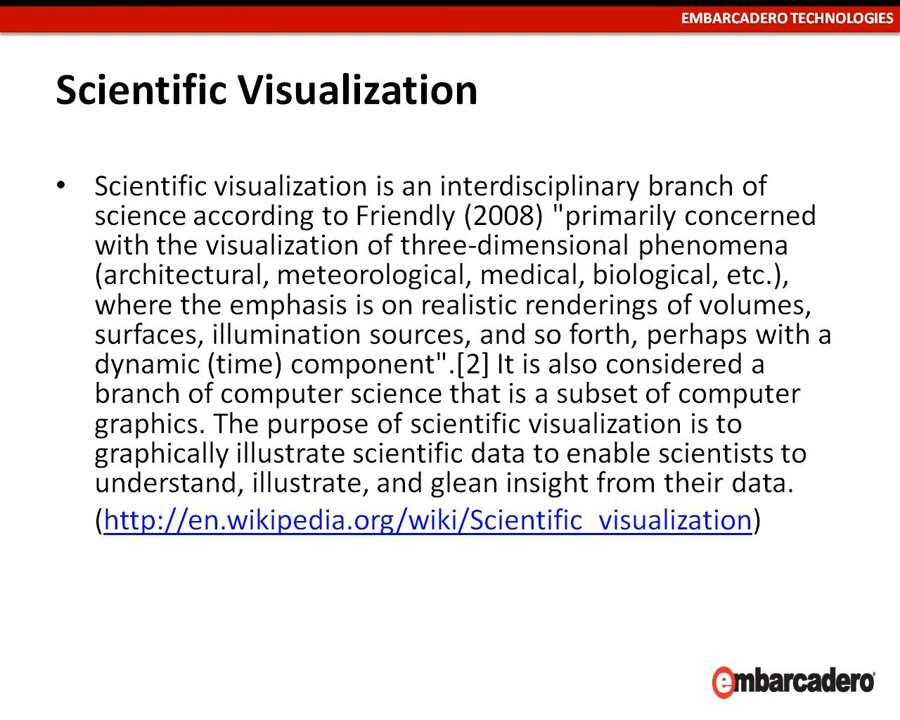 EMBARCADERO TECHNOLOGIES
Scientific Visualization
• Scientific visualization is an interdisciplinary branch of
science according to Friendly (2008) "primarily concerned
with the visualization of three-dimensional phenomena
(architectural, meteorological, medical, biological, etc.),
where the emphasis is on realistic renderings of volumes,
surfaces, illumination sources, and so forth, perhaps with a
dynamic (time) component".[2] It is also considered a
branch of computer science that is a subset of computer
graphics. The purpose of scientific visualization is to
graphically illustrate scientific data to enable scientists to
understand, illustrate, and glean insight from their data.
(http://en.wikipedia.org/wiki/Scientific_visualization)
embarcadero